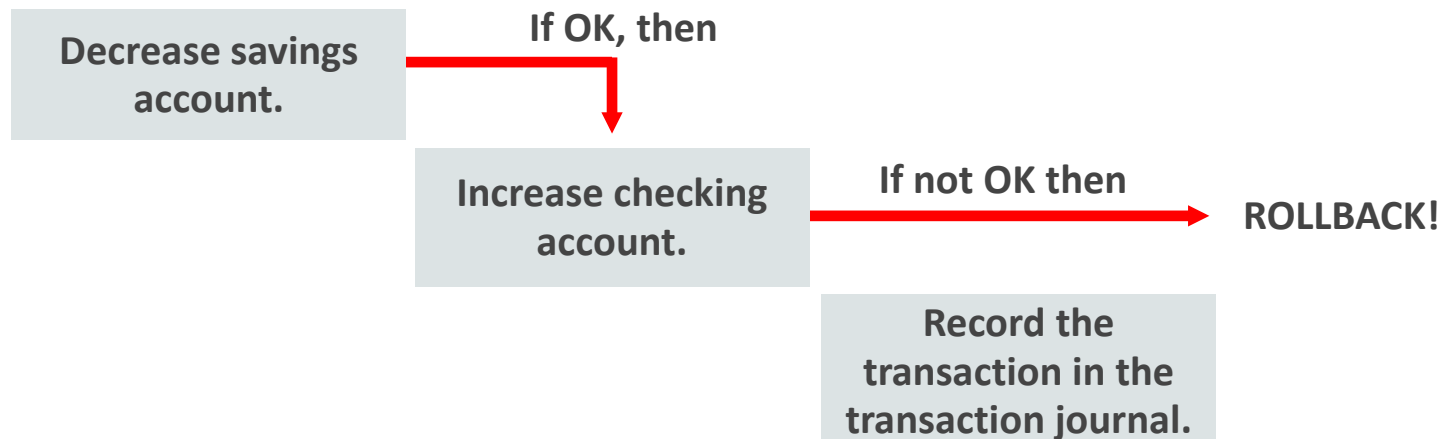 Decrease savings
account.
If OK, then
Increase checking
account.
If not OK then
ROLLBACK!
Record the
transaction in the
transaction journal.